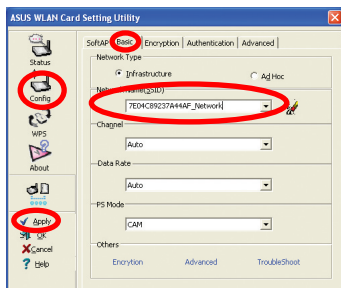 ASUS WLAN Card Setting Utility
SoftAP Basic Encryption Authentication Advanced
Status
Config
WPS
About
Apply
Ok
Cancel
Help
Network Type
Infrastructure
Ad Hoc
Network Name(SSID)
7E04C89237A44AF_Network
Channel
Auto
Data Rate
Auto
PS Mode
CAM
Others
Encrytion Advanced TroubleShoot